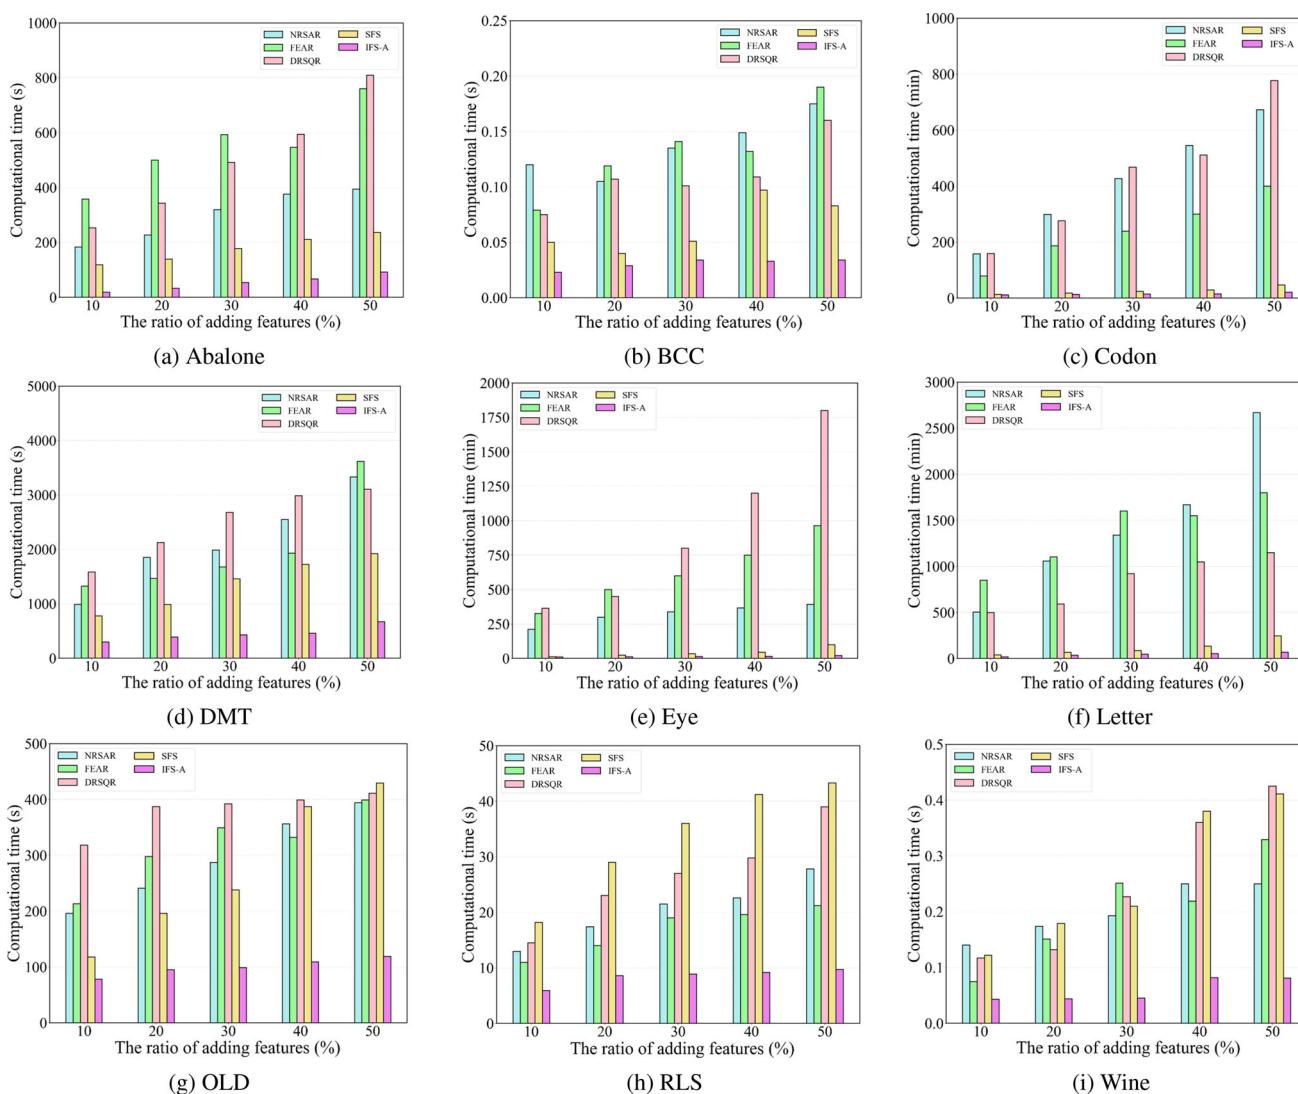 Computational time (s)
1000
800
600
400
200
0
NRSAR
FEAR
DRSQR
SFS
IFS-A
10 20 30 40 50
The ratio of adding features (%)
(a) Abalone
Computational time (s)
0.25
0.20
0.15
0.10
0.05
0.00
NRSAR
FEAR
DRSQR
SFS
IFS-A
10 20 30 40 50
The ratio of adding features (%)
(b) BCC
Computational time (min)
1000
800
600
400
200
0
NRSAR
FEAR
DRSQR
SFS
IFS-A
10 20 30 40 50
The ratio of adding features (%)
(c) Codon
Computational time (s)
5000
4000
3000
2000
1000
0
NRSAR
FEAR
DRSQR
SFS
IFS-A
10 20 30 40 50
The ratio of adding features (%)
(d) DMT
Computational time (min)
2000
1750
1500
1250
1000
750
500
250
0
NRSAR
FEAR
DRSQR
SFS
IFS-A
10 20 30 40 50
The ratio of adding features (%)
(e) Eye
Computational time (min)
3000
2500
2000
1500
1000
500
0
NRSAR
FEAR
DRSQR
SFS
IFS-A
10 20 30 40 50
The ratio of adding features (%)
(f) Letter
Computational time (s)
500
400
300
200
100
0
NRSAR
FEAR
DRSQR
SFS
IFS-A
10 20 30 40 50
The ratio of adding features (%)
(g) OLD
Computational time (s)
50
40
30
20
10
0
NRSAR
FEAR
DRSQR
SFS
IFS-A
10 20 30 40 50
The ratio of adding features (%)
(h) RLS
Computational time (s)
0.5
0.4
0.3
0.2
0.1
0.0
NRSAR
FEAR
DRSQR
SFS
IFS-A
10 20 30 40 50
The ratio of adding features (%)
(i) Wine